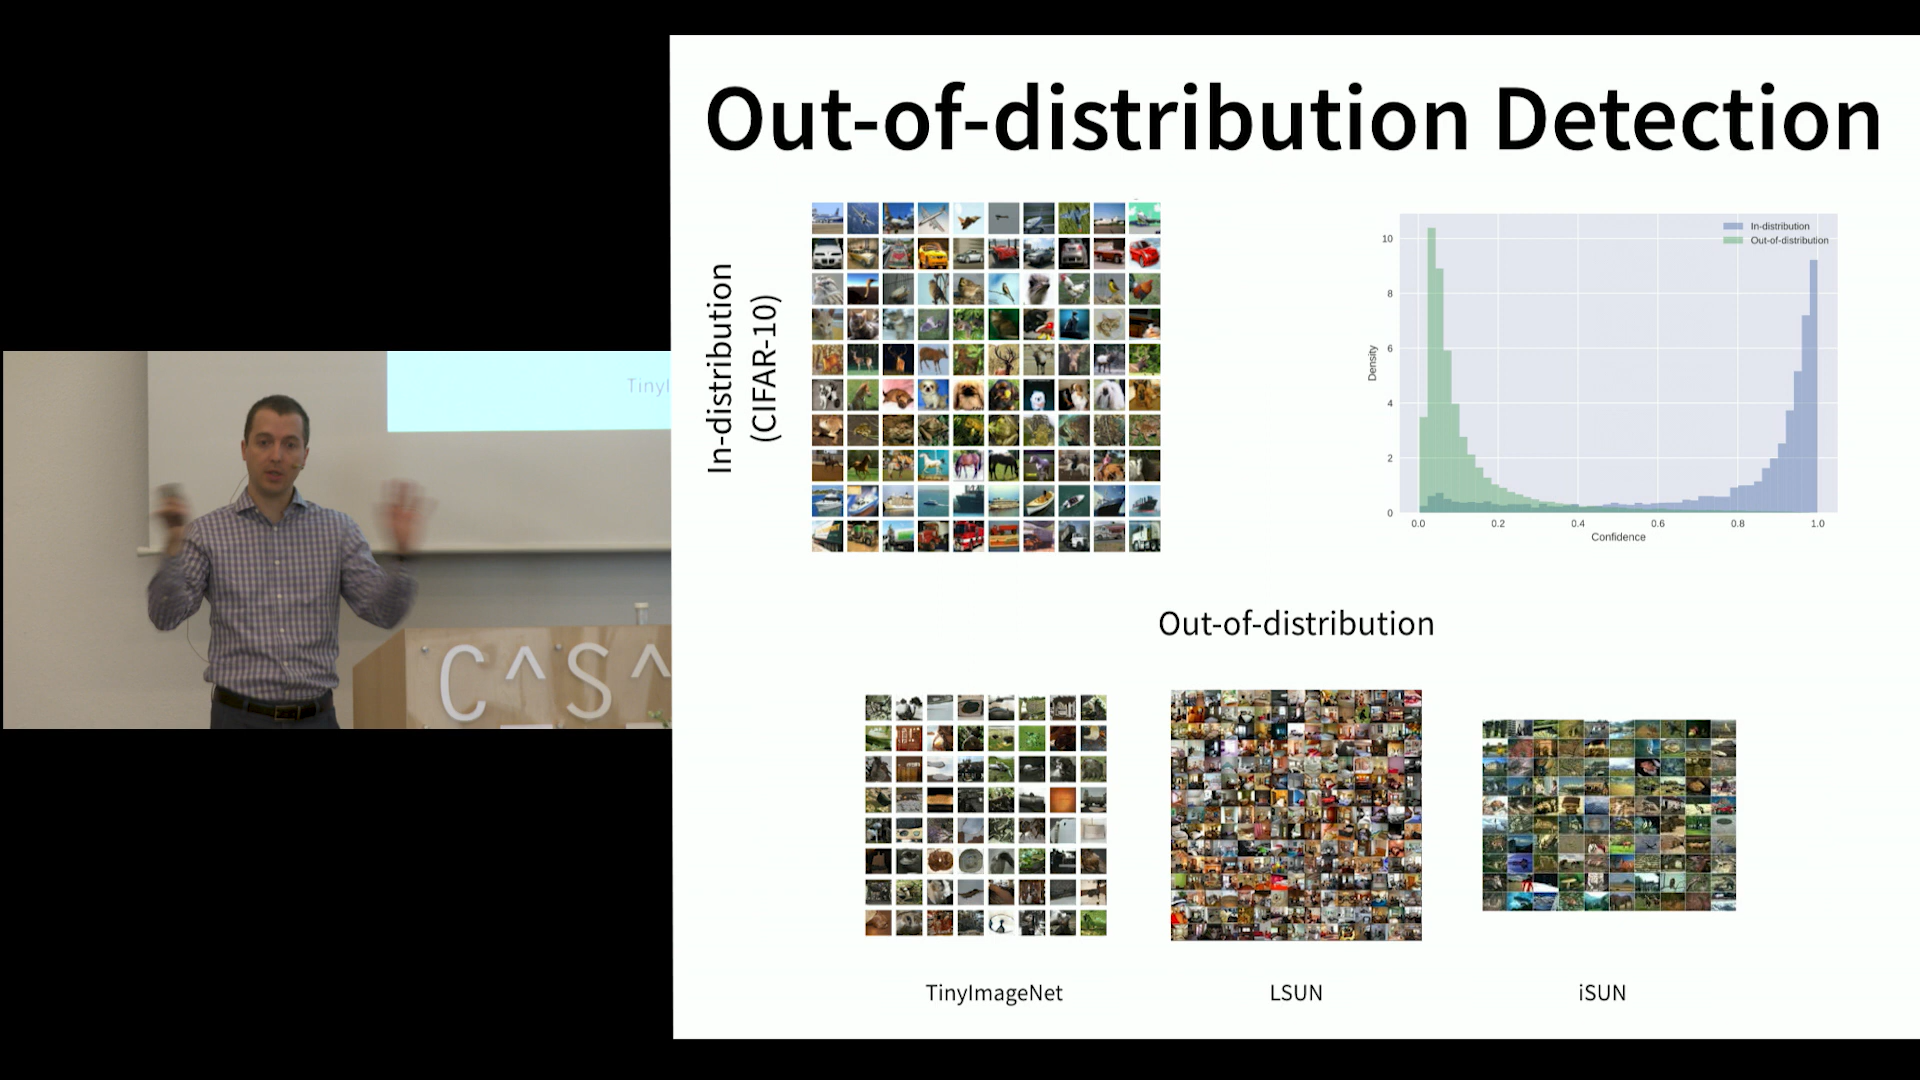 Out-of-distribution Detection
In-distribution
(CIFAR-10)
In-distribution
Out-of-distribution
10
8
6
4
2
0
Density
0.0 0.2 0.4 0.6 0.8 1.0
Confidence
Out-of-distribution
TinyImageNet
LSUN
iSUN
TinyI
C^SA